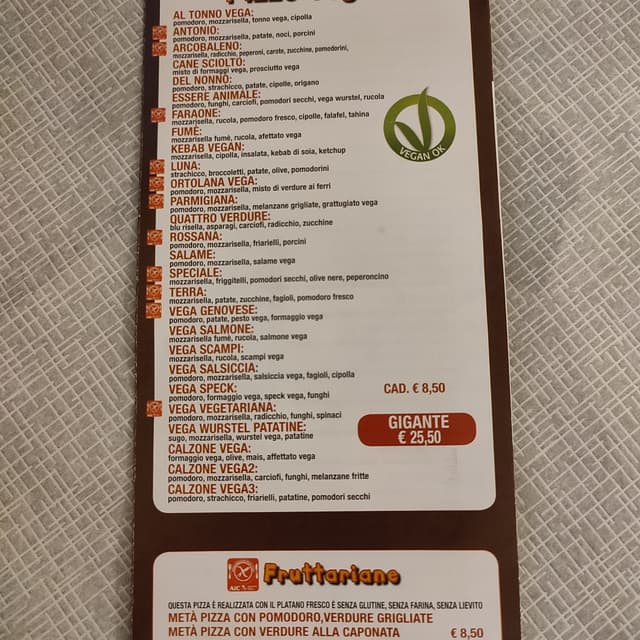 AL TONNO VEGA:
pomodoro, mozzarisella, tonno vega, cipolla
ANTONIO:
pomodoro, mozzarisella, patate, noci, porcini
ARCOBALENO:
mozzarisella, radicchio, peperoni, carote, zucchine, pomodorini,
CANE SCIOLTO:
misto di formaggi vega, prosciutto vega
DEL NONNO:
pomodoro, strachicco, patate, cipolle, origano
ESSERE ANIMALE:
pomodoro, funghi, carciofi, pomodori secchi, vega wurstel, rucola
FARAONE:
mozzarisella, rucola, pomodoro fresco, cipolle, falafel, tahina
FUMÈ:
mozzarisella fumè, rucola, afettato vega
KEBAB VEGAN:
mozzarisella, cipolla, insalata, kebab di soia, ketchup
LUNA:
strachicco, broccoletti, patate, olive, pomodorini
ORTOLANA VEGA:
pomodoro, mozzarisella, misto di verdure ai ferri
PARMIGIANA:
pomodoro, mozzarisella, melanzane grigliate, grattugiato vega
QUATTRO VERDURE:
blu risella, asparagi, carciofi, radicchio, zucchine
ROSSANA:
pomodoro, mozzarisella, friarielli, porcini
SALAME:
pomodoro, mozzarisella, salame vega
SPECIALE:
mozzarisella, friggitelli, pomodori secchi, olive nere, peperoncino
TERRA:
mozzarisella, patate, zucchine, fagioli, pomodoro fresco
VEGA GENOVESE:
pomodoro, patate, pesto vega, formaggio vega
VEGA SALMONE:
mozzarisella fumè, rucola, salmone vega
VEGA SCAMPI:
mozzarisella, rucola, scampi vega
VEGA SALSICCIA:
pomodoro, mozzarisella, salsiccia vega, fagioli, cipolla
VEGA SPECK:
pomodoro, formaggio vega, speck vega, funghi
VEGA VEGETARIANA:
pomodoro, mozzarisella, radicchio, funghi, spinaci
VEGA WURSTEL PATATINE:
sugo, mozzarisella, wurstel vega, patatine
CALZONE VEGA:
formaggio vega, olive, mais, affettato vega
CALZONE VEGA2:
pomodoro, mozzarisella, carciofi, funghi, melanzane fritte
CALZONE VEGA3:
pomodoro, strachicco, friarielli, patatine, pomodori secchi
VEGAN OK
CAD. € 8,50
GIGANTE
€ 25,50
AIC
Fruttariane
QUESTA PIZZA È REALIZZATA CON IL PLATANO FRESCO È SENZA GLUTINE, SENZA FARINA, SENZA LIEVITO
METÀ PIZZA CON POMODORO,VERDURE GRIGLIATE
METÀ PIZZA CON VERDURE ALLA CAPONATA € 8,50